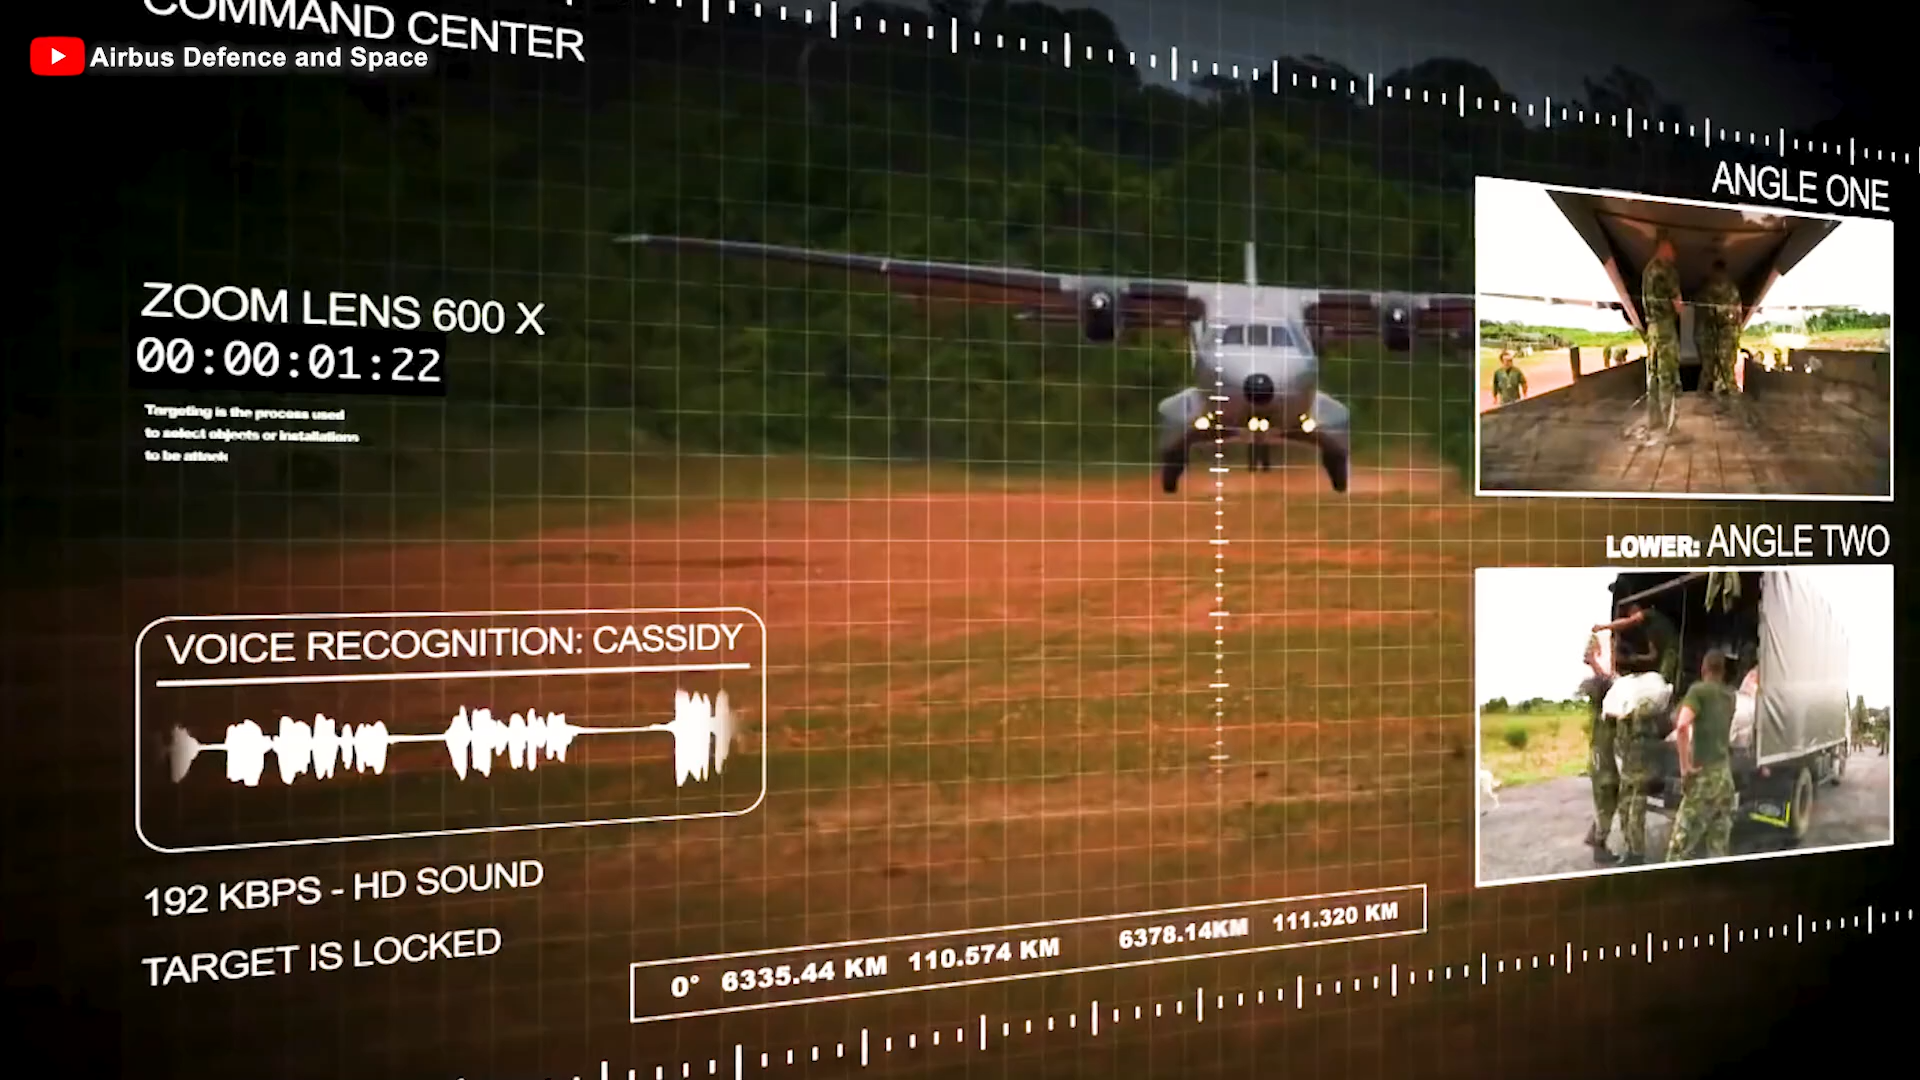 COMMAND CENTER
Airbus Defence and Space
ANGLE ONE
ZOOM LENS 600 X
00:00:01:22
Targeting is the process used
to select objects or installations
to be attack
LOWER: ANGLE TWO
VOICE RECOGNITION: CASSIDY
192 KBPS - HD SOUND
TARGET IS LOCKED
0° 6335.44 KM 110.574 KM 6378.14KM 111.320 KM